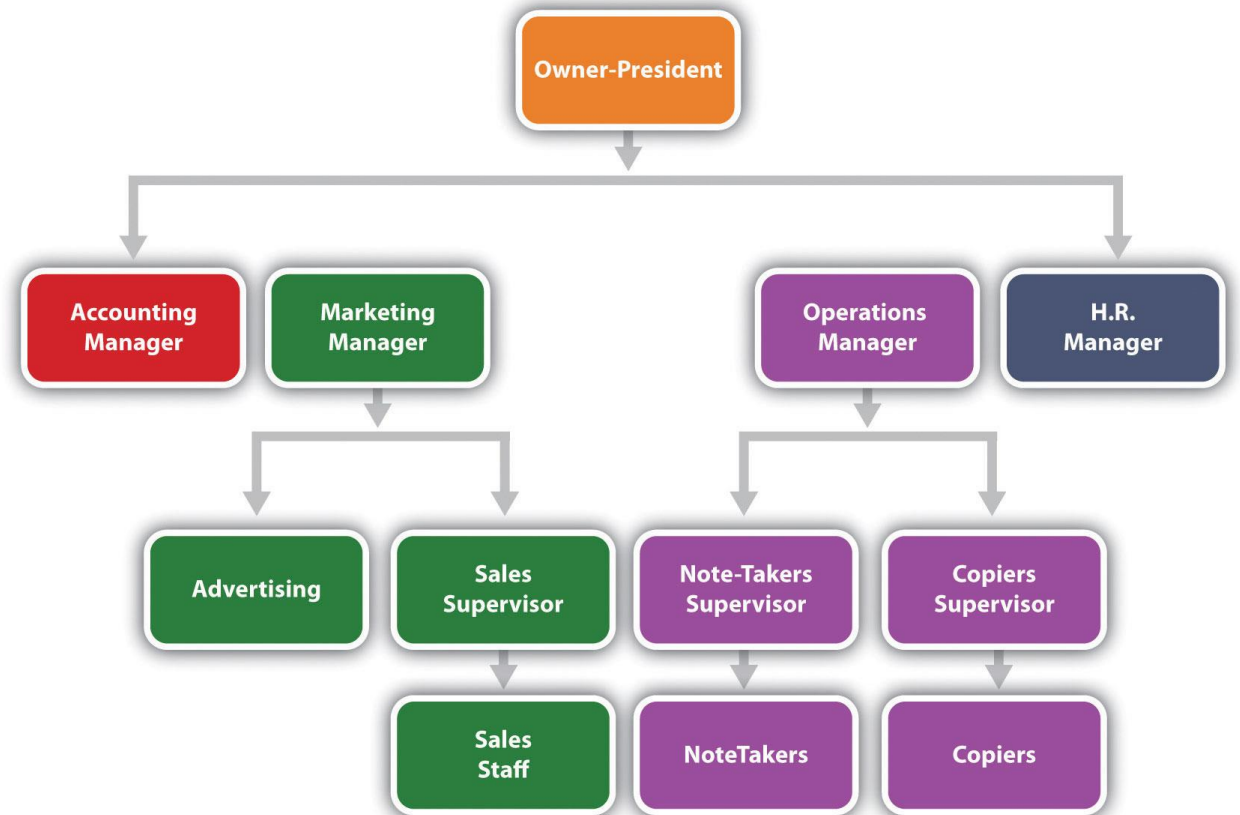 Owner-President
Accounting
Manager
Marketing
Manager
Operations
Manager
H.R.
Manager
Advertising
Sales
Supervisor
Note-Takers
Supervisor
Copiers
Supervisor
Sales
Staff
NoteTakers
Copiers